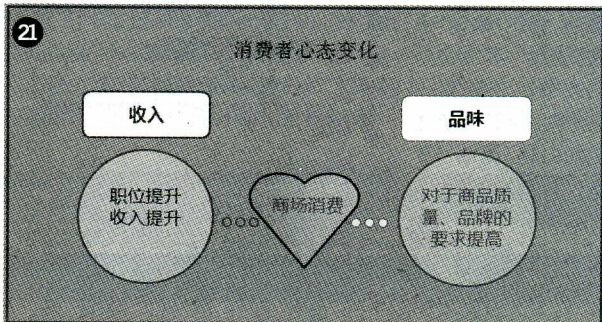 21
消费者心态变化
收入
品味
职位提升
收入提升
商场消费
对于商品质
量、品牌的
要求提高